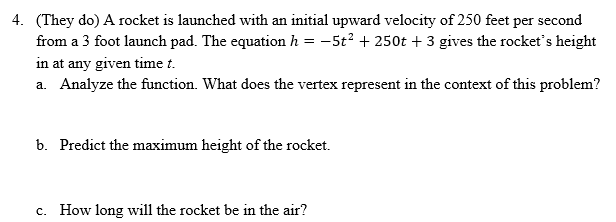 4. (They do) A rocket is launched with an initial upward velocity of 250 feet per second
from a 3 foot launch pad. The equation h = −5t² + 250t + 3 gives the rocket's height
in at any given time t.
a. Analyze the function. What does the vertex represent in the context of this problem?
b. Predict the maximum height of the rocket.
c. How long will the rocket be in the air?